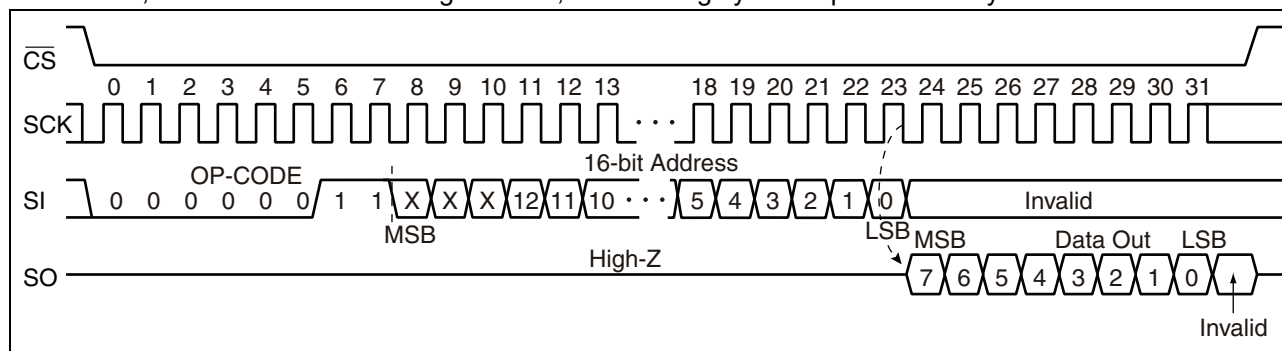 CS
0 1 2 3 4 5 6 7 8 9 10 11 12 13 18 19 20 21 22 23 24 25 26 27 28 29 30 31
SCK ···
OP-CODE 16-bit Address
SI 0 0 0 0 0 0 1 1 X X X 12 11 10 ··· 5 4 3 2 1 0 Invalid
MSB LSB
High-Z MSB Data Out LSB
SO 7 6 5 4 3 2 1 0
Invalid